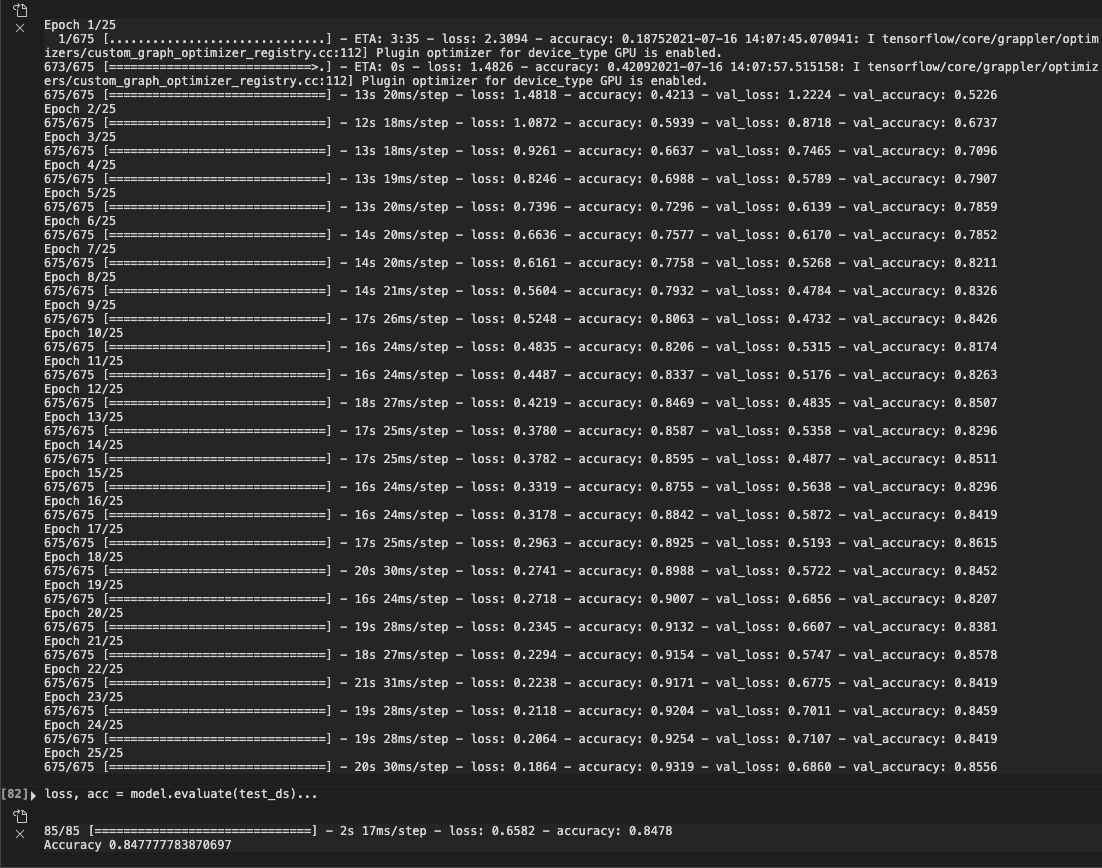 Epoch 1/25
1/675 [..............................] - ETA: 3:35 - loss: 2.3094 - accuracy: 0.18752021-07-16 14:07:45.070941: I tensorflow/core/grappler/optim
izers/custom_graph_optimizer_registry.cc:112] Plugin optimizer for device_type GPU is enabled.
673/675 [============================>.] - ETA: 0s - loss: 1.4826 - accuracy: 0.42092021-07-16 14:07:57.515158: I tensorflow/core/grappler/optimiz
ers/custom_graph_optimizer_registry.cc:112] Plugin optimizer for device_type GPU is enabled.
675/675 [==============================] - 13s 20ms/step - loss: 1.4818 - accuracy: 0.4213 - val_loss: 1.2224 - val_accuracy: 0.5226
Epoch 2/25
675/675 [==============================] - 12s 18ms/step - loss: 1.0872 - accuracy: 0.5939 - val_loss: 0.8718 - val_accuracy: 0.6737
Epoch 3/25
675/675 [==============================] - 13s 18ms/step - loss: 0.9261 - accuracy: 0.6637 - val_loss: 0.7465 - val_accuracy: 0.7096
Epoch 4/25
675/675 [==============================] - 13s 19ms/step - loss: 0.8246 - accuracy: 0.6988 - val_loss: 0.5789 - val_accuracy: 0.7907
Epoch 5/25
675/675 [==============================] - 13s 20ms/step - loss: 0.7396 - accuracy: 0.7296 - val_loss: 0.6139 - val_accuracy: 0.7859
Epoch 6/25
675/675 [==============================] - 14s 20ms/step - loss: 0.6636 - accuracy: 0.7577 - val_loss: 0.6170 - val_accuracy: 0.7852
Epoch 7/25
675/675 [==============================] - 14s 20ms/step - loss: 0.6161 - accuracy: 0.7758 - val_loss: 0.5268 - val_accuracy: 0.8211
Epoch 8/25
675/675 [==============================] - 14s 21ms/step - loss: 0.5604 - accuracy: 0.7932 - val_loss: 0.4784 - val_accuracy: 0.8326
Epoch 9/25
675/675 [==============================] - 17s 26ms/step - loss: 0.5248 - accuracy: 0.8063 - val_loss: 0.4732 - val_accuracy: 0.8426
Epoch 10/25
675/675 [==============================] - 16s 24ms/step - loss: 0.4835 - accuracy: 0.8206 - val_loss: 0.5315 - val_accuracy: 0.8174
Epoch 11/25
675/675 [==============================] - 16s 24ms/step - loss: 0.4487 - accuracy: 0.8337 - val_loss: 0.5176 - val_accuracy: 0.8263
Epoch 12/25
675/675 [==============================] - 18s 27ms/step - loss: 0.4219 - accuracy: 0.8469 - val_loss: 0.4835 - val_accuracy: 0.8507
Epoch 13/25
675/675 [==============================] - 17s 25ms/step - loss: 0.3780 - accuracy: 0.8587 - val_loss: 0.5358 - val_accuracy: 0.8296
Epoch 14/25
675/675 [==============================] - 17s 25ms/step - loss: 0.3782 - accuracy: 0.8595 - val_loss: 0.4877 - val_accuracy: 0.8511
Epoch 15/25
675/675 [==============================] - 16s 24ms/step - loss: 0.3319 - accuracy: 0.8755 - val_loss: 0.5638 - val_accuracy: 0.8296
Epoch 16/25
675/675 [==============================] - 16s 24ms/step - loss: 0.3178 - accuracy: 0.8842 - val_loss: 0.5872 - val_accuracy: 0.8419
Epoch 17/25
675/675 [==============================] - 17s 25ms/step - loss: 0.2963 - accuracy: 0.8925 - val_loss: 0.5193 - val_accuracy: 0.8615
Epoch 18/25
675/675 [==============================] - 20s 30ms/step - loss: 0.2741 - accuracy: 0.8988 - val_loss: 0.5722 - val_accuracy: 0.8452
Epoch 19/25
675/675 [==============================] - 16s 24ms/step - loss: 0.2718 - accuracy: 0.9007 - val_loss: 0.6856 - val_accuracy: 0.8207
Epoch 20/25
675/675 [==============================] - 19s 28ms/step - loss: 0.2345 - accuracy: 0.9132 - val_loss: 0.6607 - val_accuracy: 0.8381
Epoch 21/25
675/675 [==============================] - 18s 27ms/step - loss: 0.2294 - accuracy: 0.9154 - val_loss: 0.5747 - val_accuracy: 0.8578
Epoch 22/25
675/675 [==============================] - 21s 31ms/step - loss: 0.2238 - accuracy: 0.9171 - val_loss: 0.6775 - val_accuracy: 0.8419
Epoch 23/25
675/675 [==============================] - 19s 28ms/step - loss: 0.2118 - accuracy: 0.9204 - val_loss: 0.7011 - val_accuracy: 0.8459
Epoch 24/25
675/675 [==============================] - 19s 28ms/step - loss: 0.2064 - accuracy: 0.9254 - val_loss: 0.7107 - val_accuracy: 0.8419
Epoch 25/25
675/675 [==============================] - 20s 30ms/step - loss: 0.1864 - accuracy: 0.9319 - val_loss: 0.6860 - val_accuracy: 0.8556
[82] loss, acc = model.evaluate(test_ds)...
85/85 [==============================] - 2s 17ms/step - loss: 0.6582 - accuracy: 0.8478
Accuracy 0.847777783870697